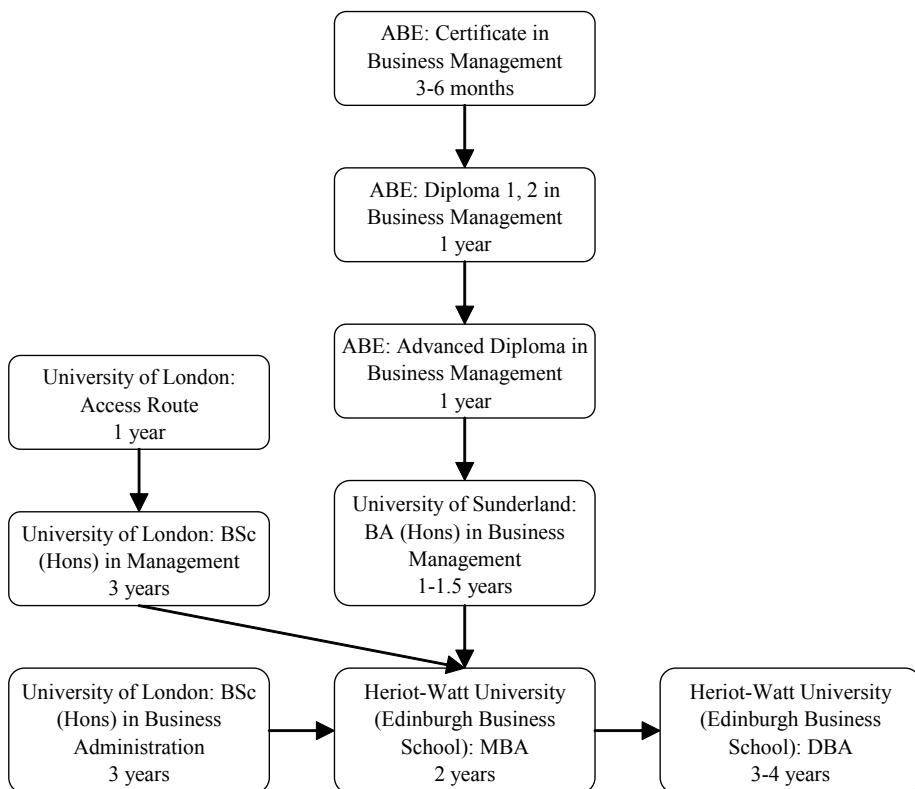 ABE: Certificate in
Business Management
3-6 months
ABE: Diploma 1, 2 in
Business Management
1 year
ABE: Advanced Diploma in
Business Management
1 year
University of London:
Access Route
1 year
University of London: BSc
(Hons) in Management
3 years
University of Sunderland:
BA (Hons) in Business
Management
1-1.5 years
University of London: BSc
(Hons) in Business
Administration
3 years
Heriot-Watt University
(Edinburgh Business
School): MBA
2 years
Heriot-Watt University
(Edinburgh Business
School): DBA
3-4 years